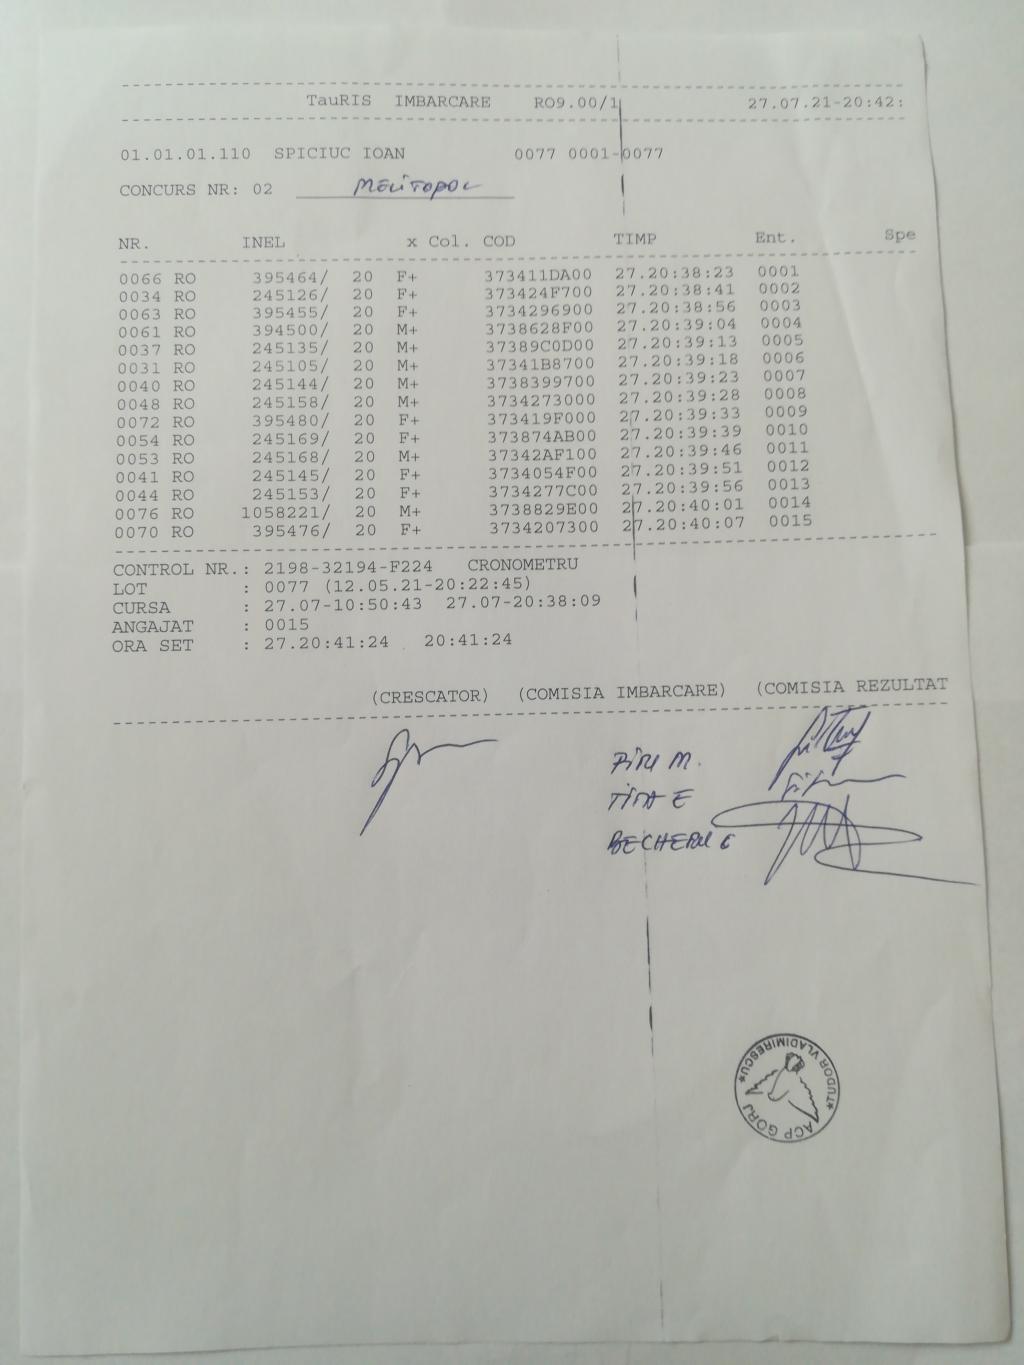 TauRIS IMBARCARE RO9.00/1 27.07.21-20:42:
01.01.01.110 SPICIUC IOAN 0077 0001-0077
CONCURS NR: 02 MELITOPOL
NR. INEL x Col. COD TIMP Ent. Spe
0066 RO 395464/ 20 F+ 373411DA00 27.20:38:23 0001
0034 RO 245126/ 20 F+ 373424F700 27.20:38:41 0002
0063 RO 395455/ 20 F+ 3734296900 27.20:38:56 0003
0061 RO 394500/ 20 M+ 3738628F00 27.20:39:04 0004
0037 RO 245135/ 20 M+ 37389C0D00 27.20:39:13 0005
0031 RO 245105/ 20 M+ 37341B8700 27.20:39:18 0006
0040 RO 245144/ 20 M+ 3738399700 27.20:39:23 0007
0048 RO 245158/ 20 M+ 3734273000 27.20:39:28 0008
0072 RO 395480/ 20 F+ 373419F000 27.20:39:33 0009
0054 RO 245169/ 20 F+ 373874AB00 27.20:39:39 0010
0053 RO 245168/ 20 M+ 37342AF100 27.20:39:46 0011
0041 RO 245145/ 20 F+ 3734054F00 27.20:39:51 0012
0044 RO 245153/ 20 F+ 3734277C00 27.20:39:56 0013
0076 RO 1058221/ 20 M+ 3738829E00 27.20:40:01 0014
0070 RO 395476/ 20 F+ 3734207300 27.20:40:07 0015
CONTROL NR.: 2198-32194-F224 CRONOMETRU
LOT : 0077 (12.05.21-20:22:45)
CURSA : 27.07-10:50:43 27.07-20:38:09
ANGAJAT : 0015
ORA SET : 27.20:41:24 20:41:24
(CRESCATOR) (COMISIA IMBARCARE) (COMISIA REZULTAT
M.
E
ACP GORJ *TUDOR VLADIMIRESCU*